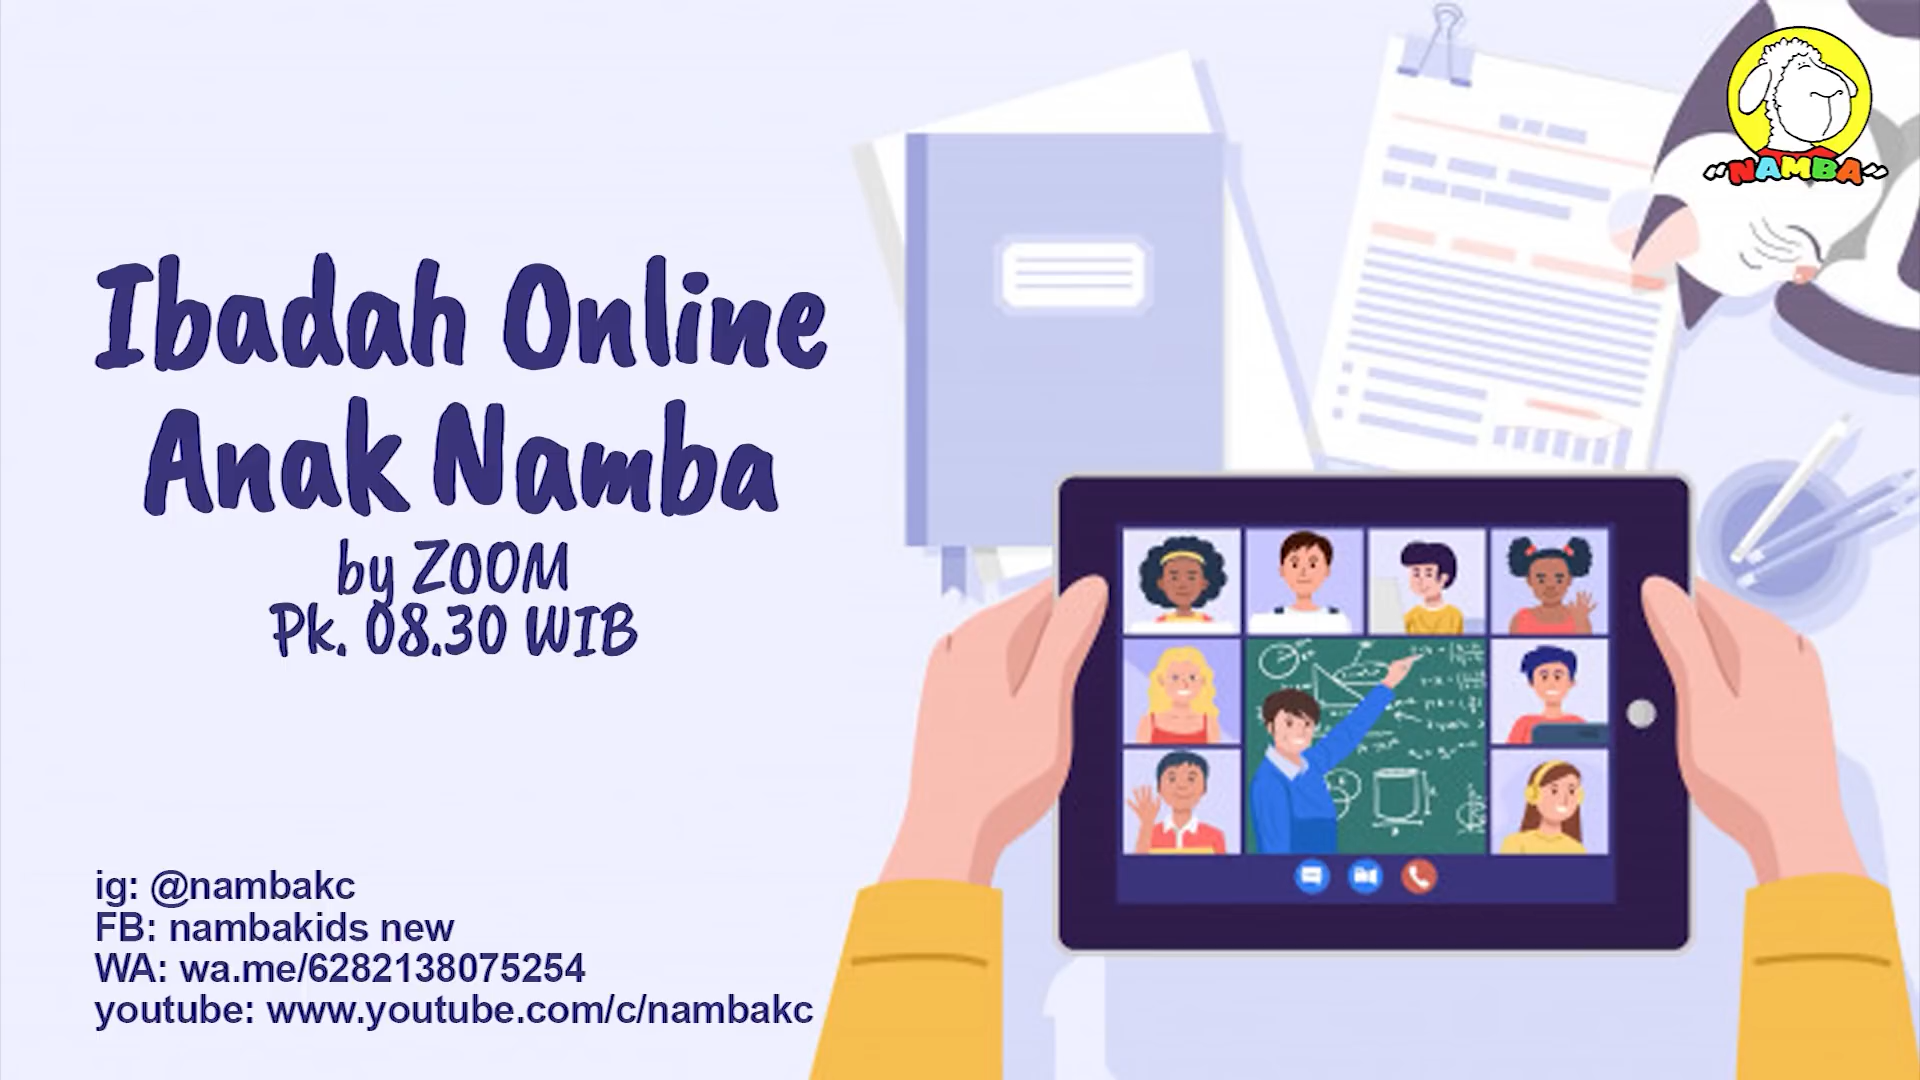 "NAMBA"
Ibadah Online
Anak Namba
by ZOOM
Pk. 08.30 WIB
ig: @nambakc
FB: nambakids new
WA: wa.me/6282138075254
youtube: www.youtube.com/c/nambakc